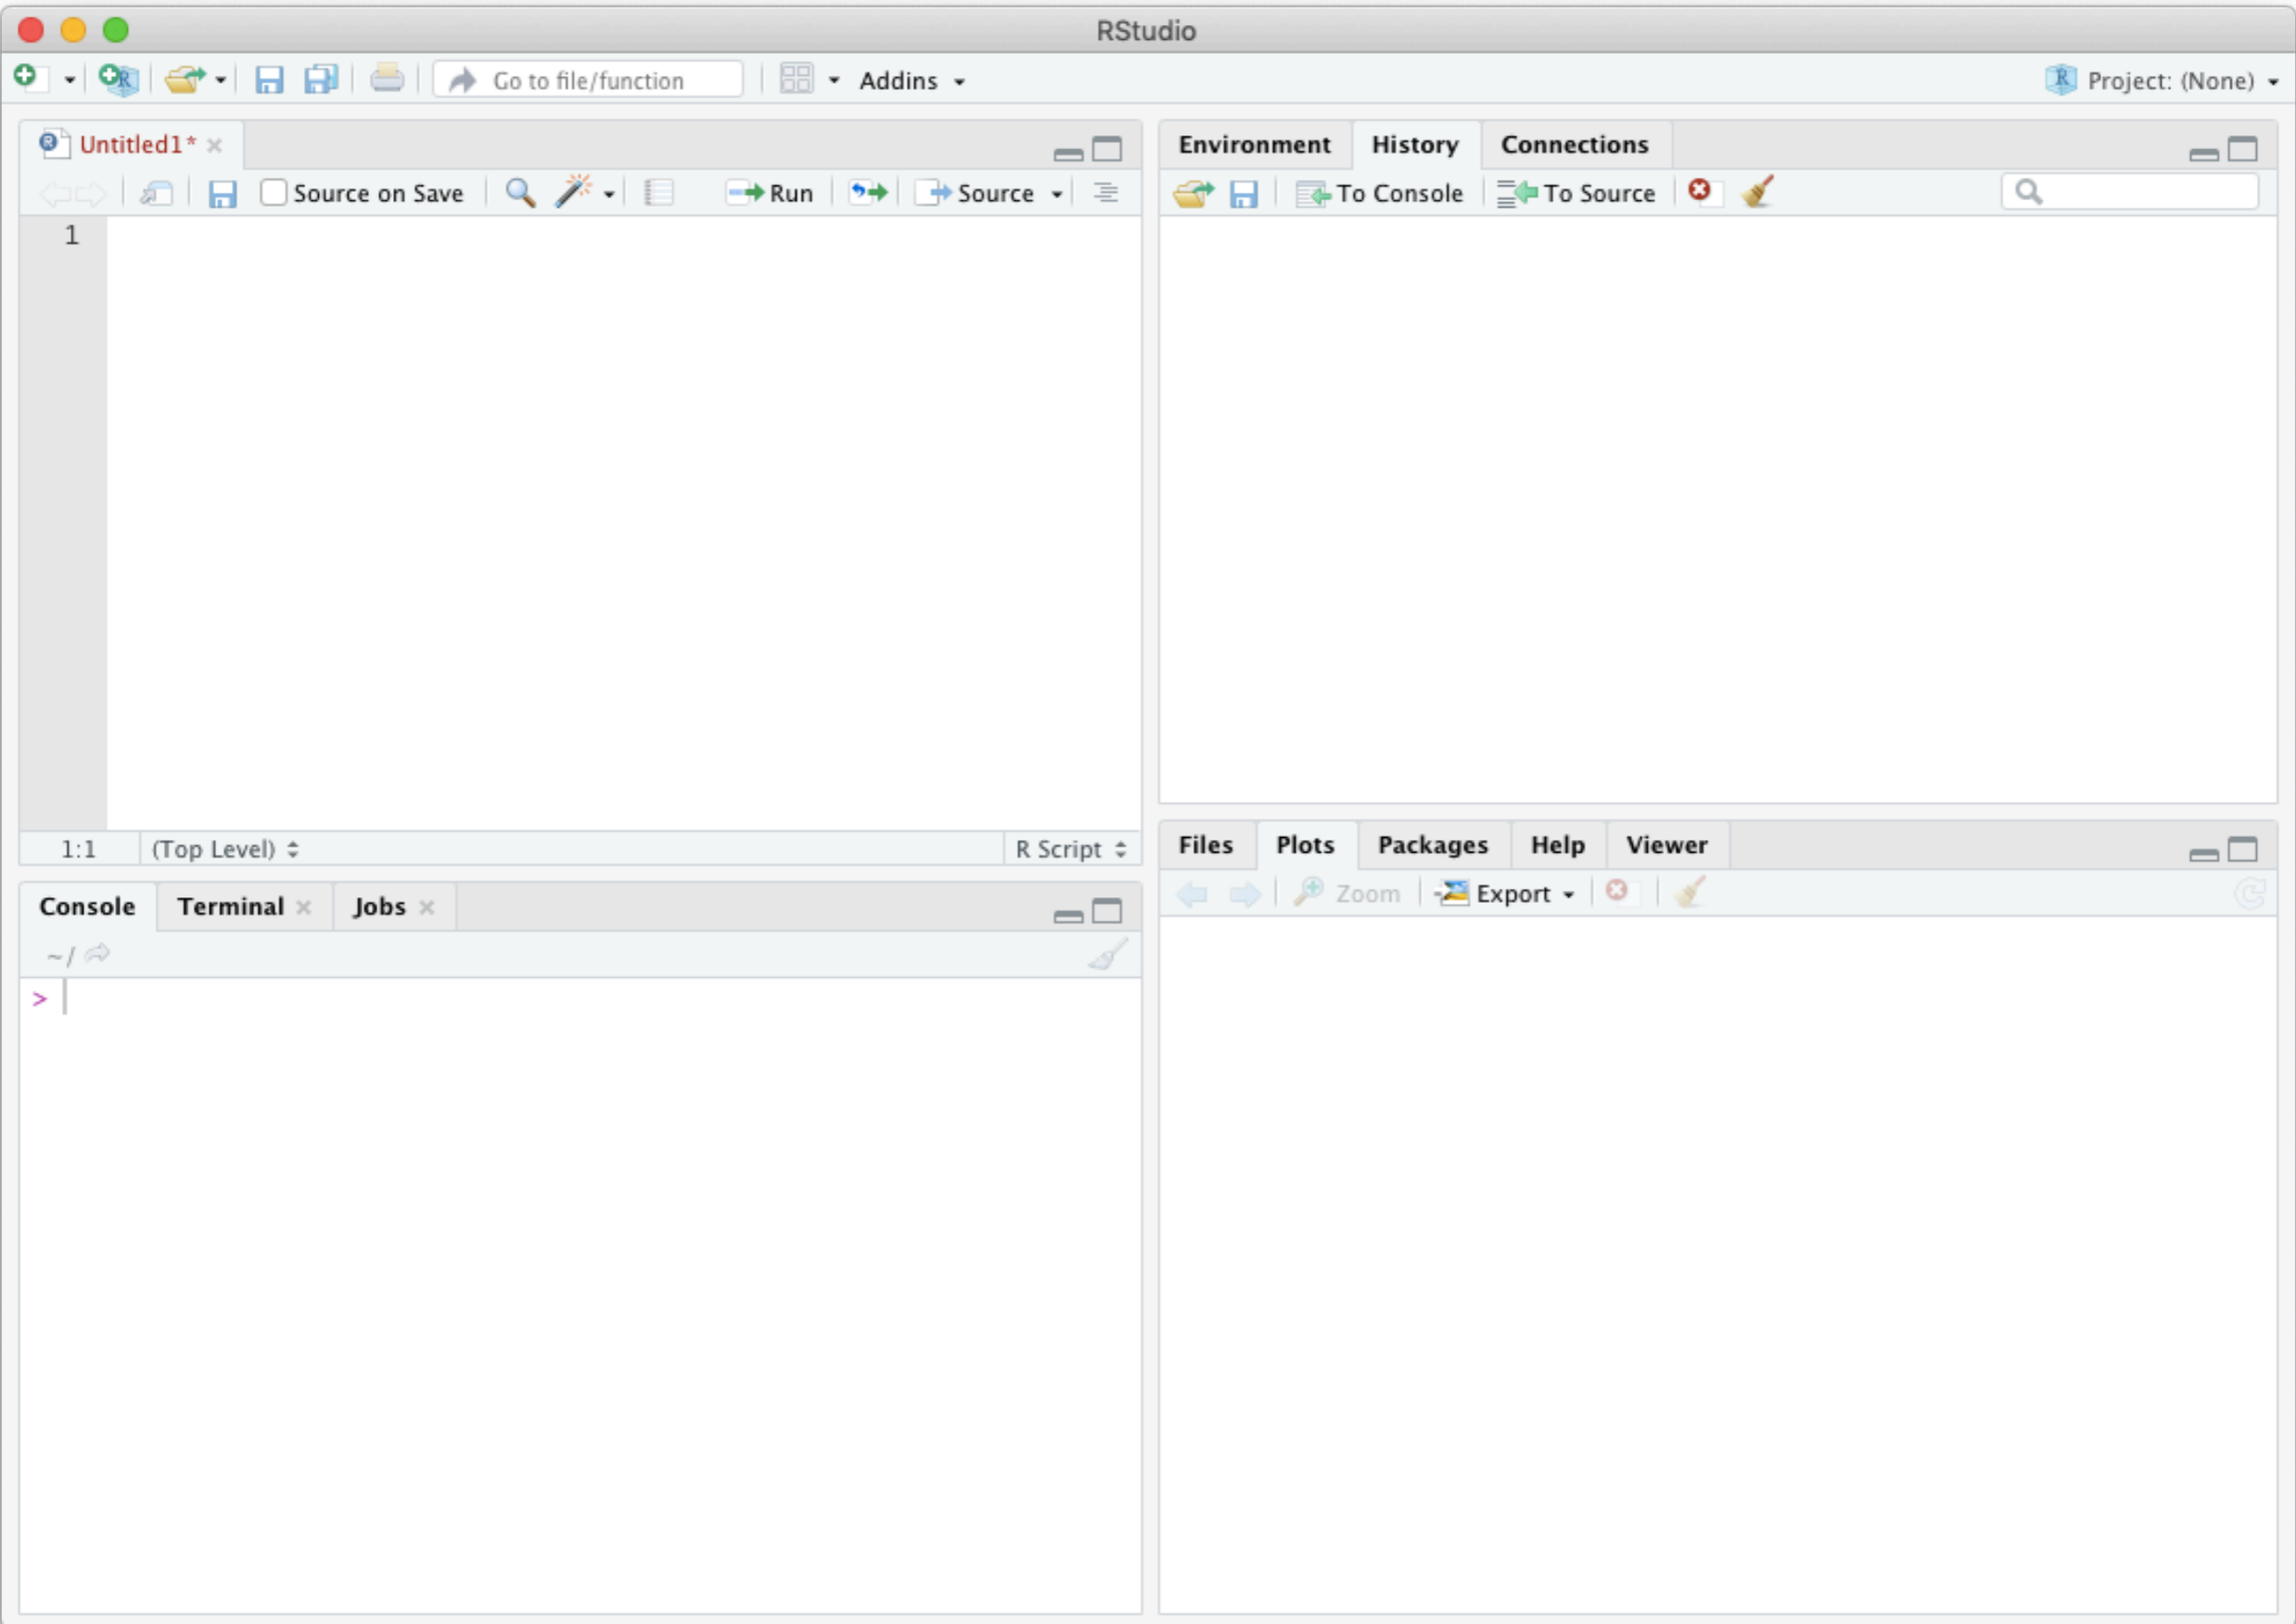 RStudio
Go to file/function Addins Project: (None)
Untitled1*
Source on Save Run Source
1
1:1 (Top Level) R Script
Console Terminal Jobs
~/
>
Environment History Connections
To Console To Source
Files Plots Packages Help Viewer
Zoom Export